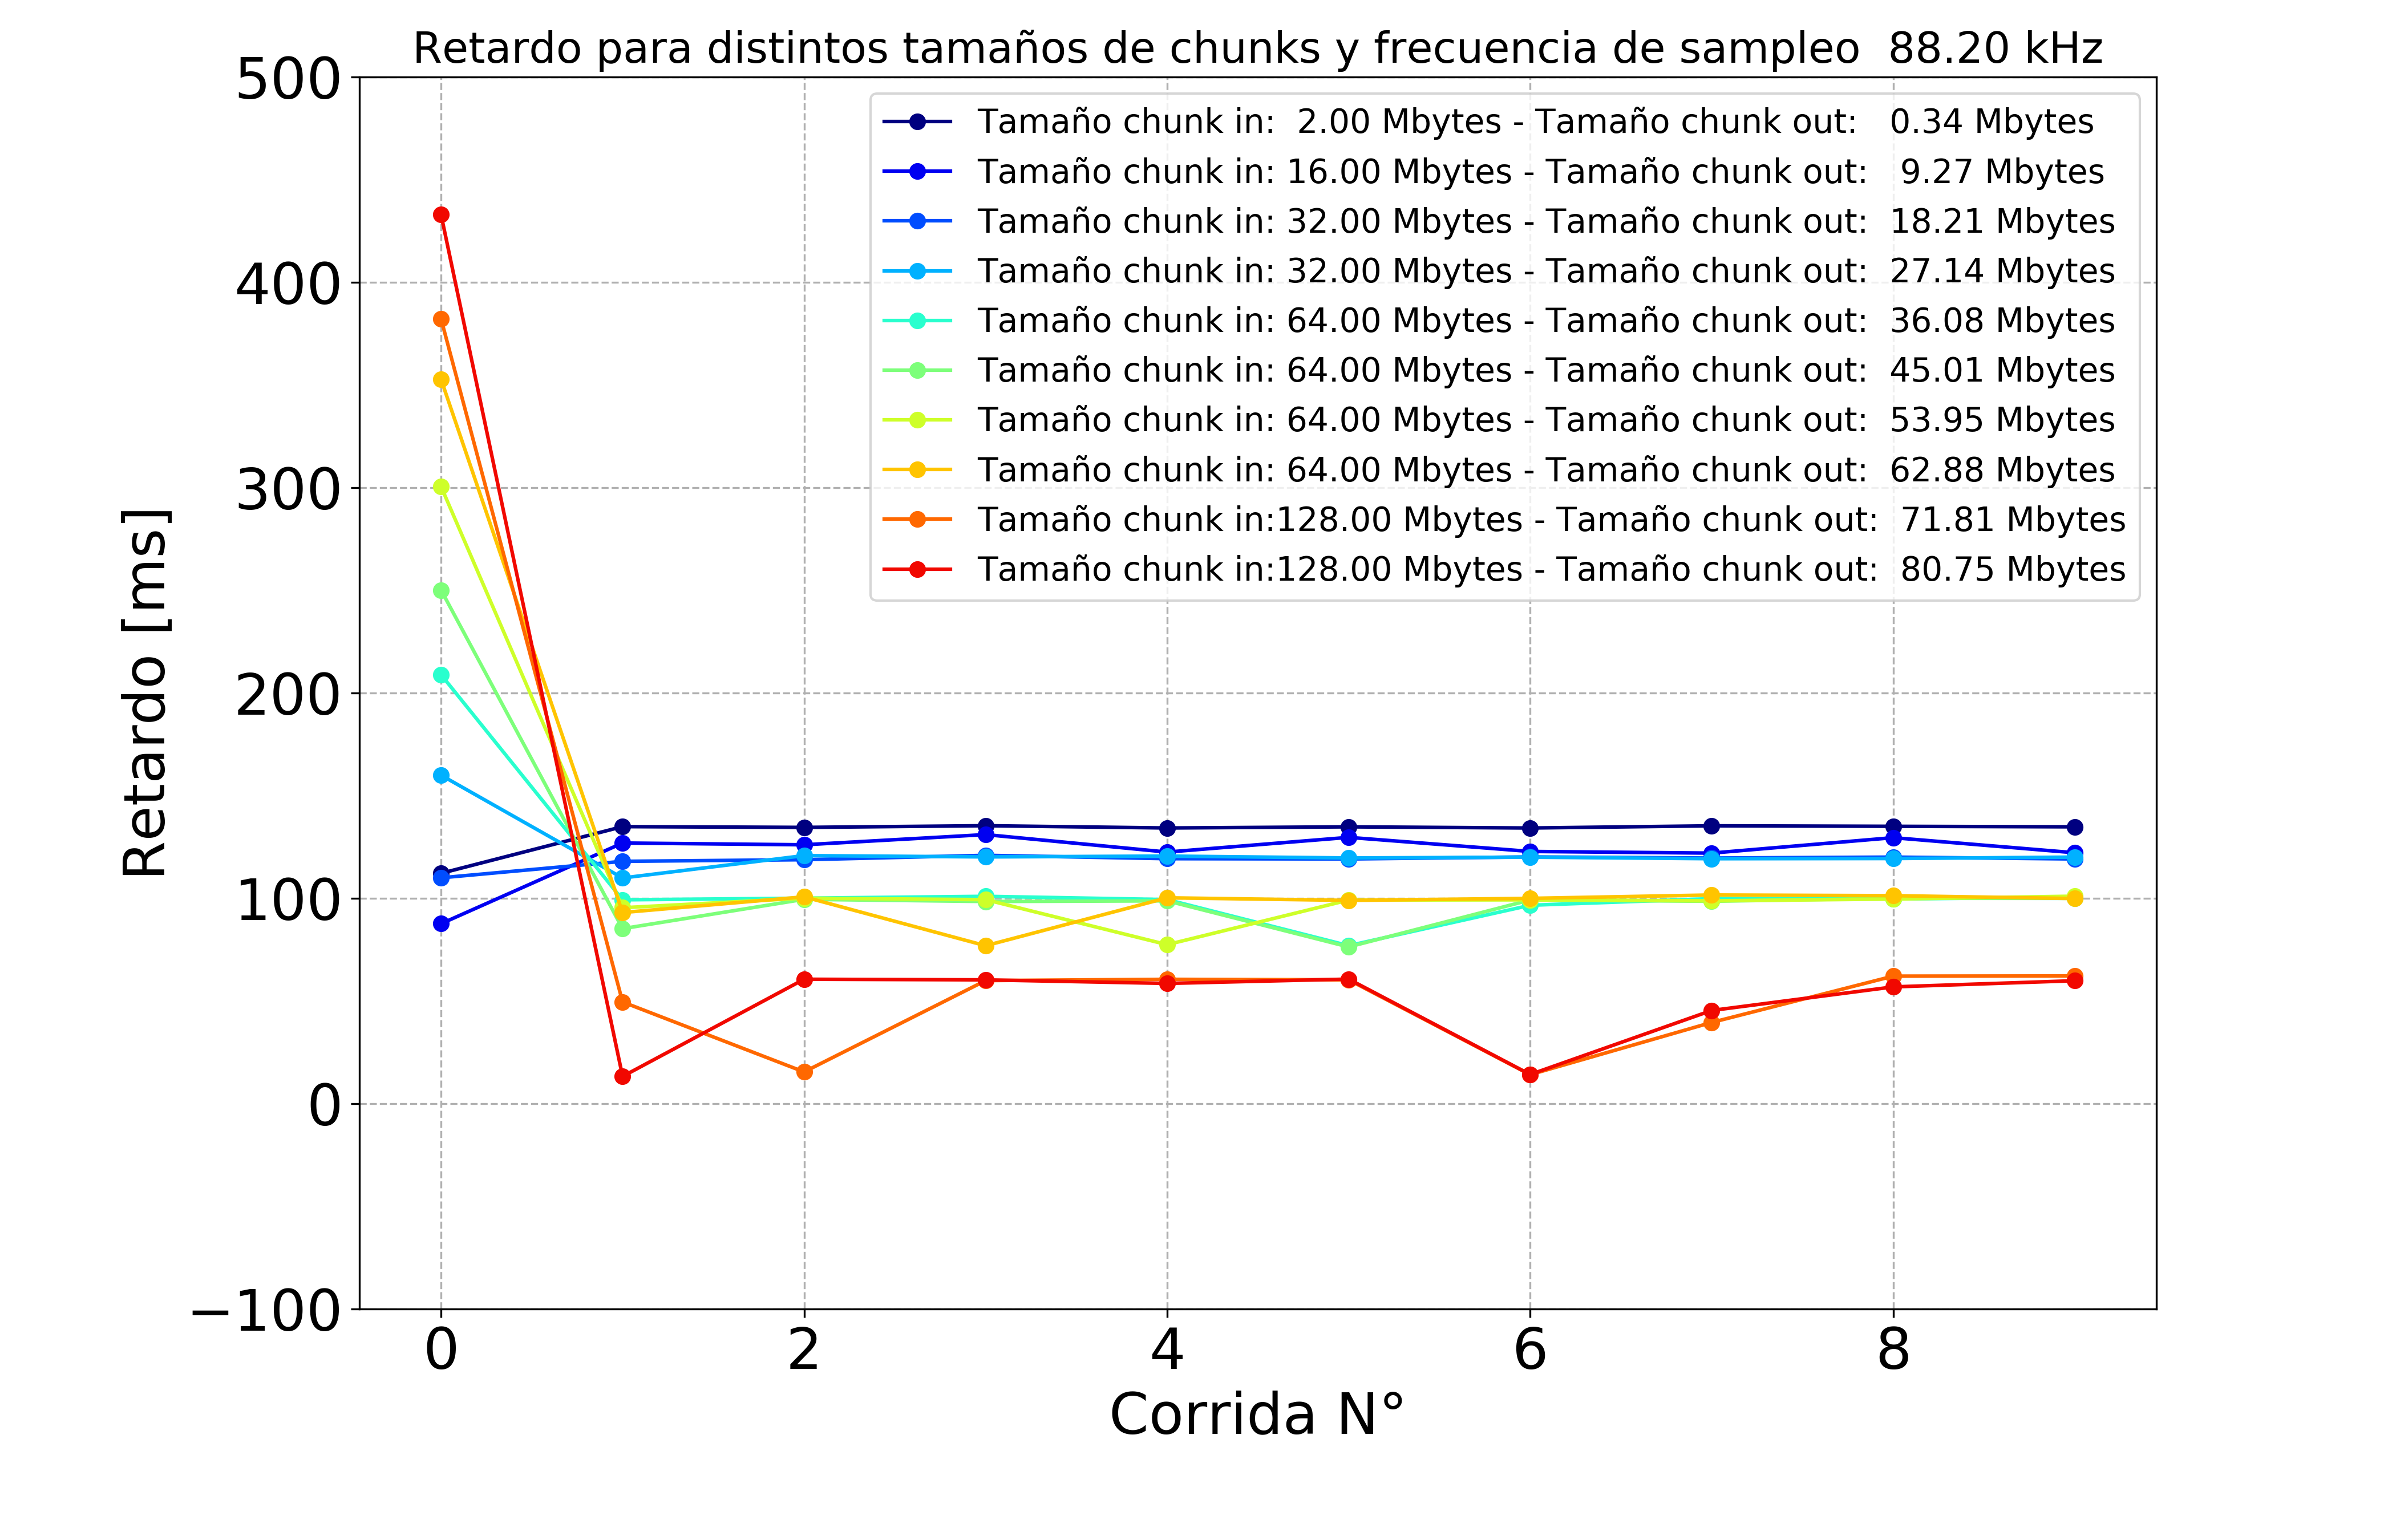 Retardo para distintos tamaños de chunks y frecuencia de sampleo  88.20 kHz
500
400
300
200
100
0
−100
Retardo [ms]
Tamaño chunk in:  2.00 Mbytes - Tamaño chunk out:   0.34 Mbytes
Tamaño chunk in: 16.00 Mbytes - Tamaño chunk out:   9.27 Mbytes
Tamaño chunk in: 32.00 Mbytes - Tamaño chunk out:  18.21 Mbytes
Tamaño chunk in: 32.00 Mbytes - Tamaño chunk out:  27.14 Mbytes
Tamaño chunk in: 64.00 Mbytes - Tamaño chunk out:  36.08 Mbytes
Tamaño chunk in: 64.00 Mbytes - Tamaño chunk out:  45.01 Mbytes
Tamaño chunk in: 64.00 Mbytes - Tamaño chunk out:  53.95 Mbytes
Tamaño chunk in: 64.00 Mbytes - Tamaño chunk out:  62.88 Mbytes
Tamaño chunk in:128.00 Mbytes - Tamaño chunk out:  71.81 Mbytes
Tamaño chunk in:128.00 Mbytes - Tamaño chunk out:  80.75 Mbytes
0 2 4 6 8
Corrida N°